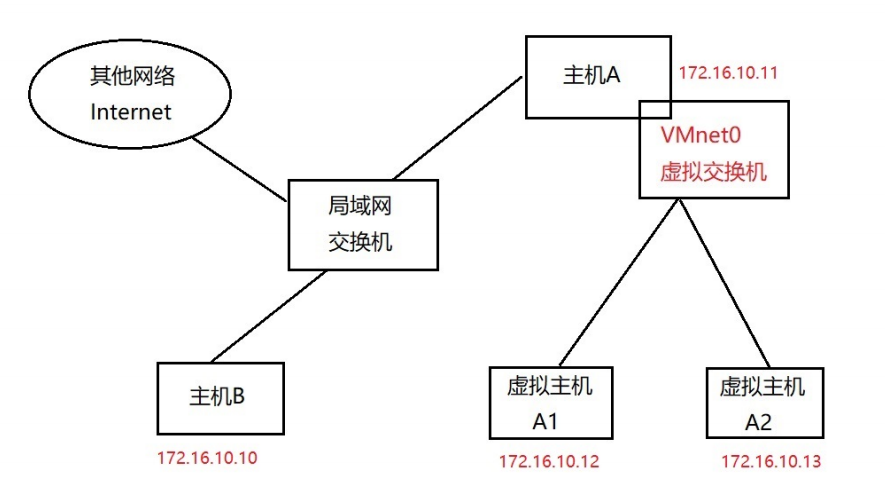 其他网络
Internet
主机A
172.16.10.11
VMnet0
虚拟交换机
局域网
交换机
主机B
172.16.10.10
虚拟主机
A1
172.16.10.12
虚拟主机
A2
172.16.10.13